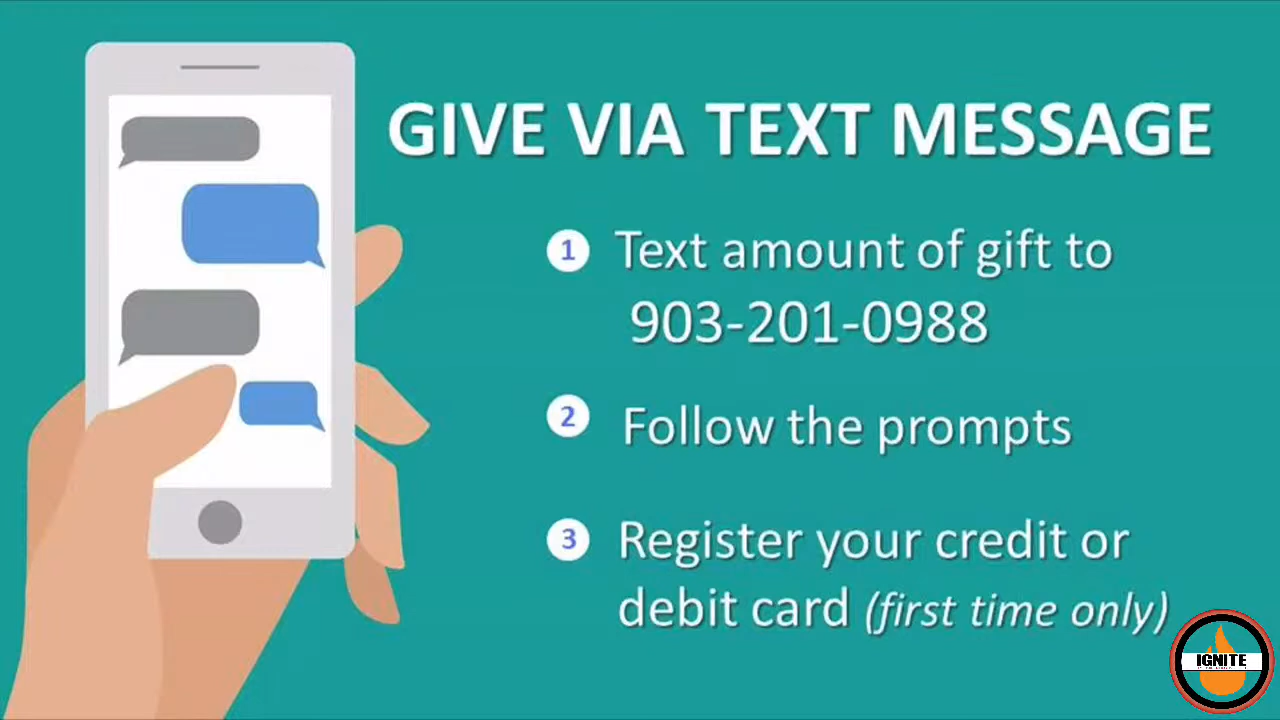 GIVE VIA TEXT MESSAGE
1 Text amount of gift to
903-201-0988
2 Follow the prompts
3 Register your credit or
debit card (first time only)
IGNITE